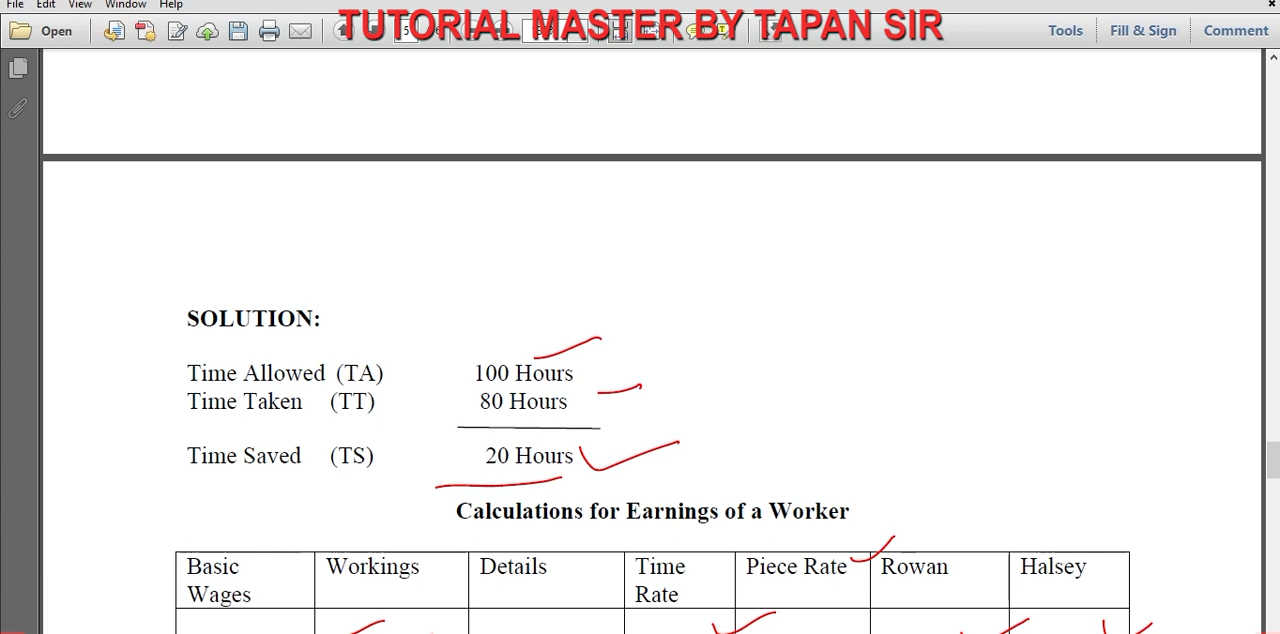 File Edit View Window Help
TUTORIAL MASTER BY TAPAN SIR
Open
Tools Fill & Sign Comment
SOLUTION:
Time Allowed (TA) 100 Hours
Time Taken (TT) 80 Hours
Time Saved (TS) 20 Hours
Calculations for Earnings of a Worker
Basic Wages Workings Details Time Rate Piece Rate Rowan Halsey